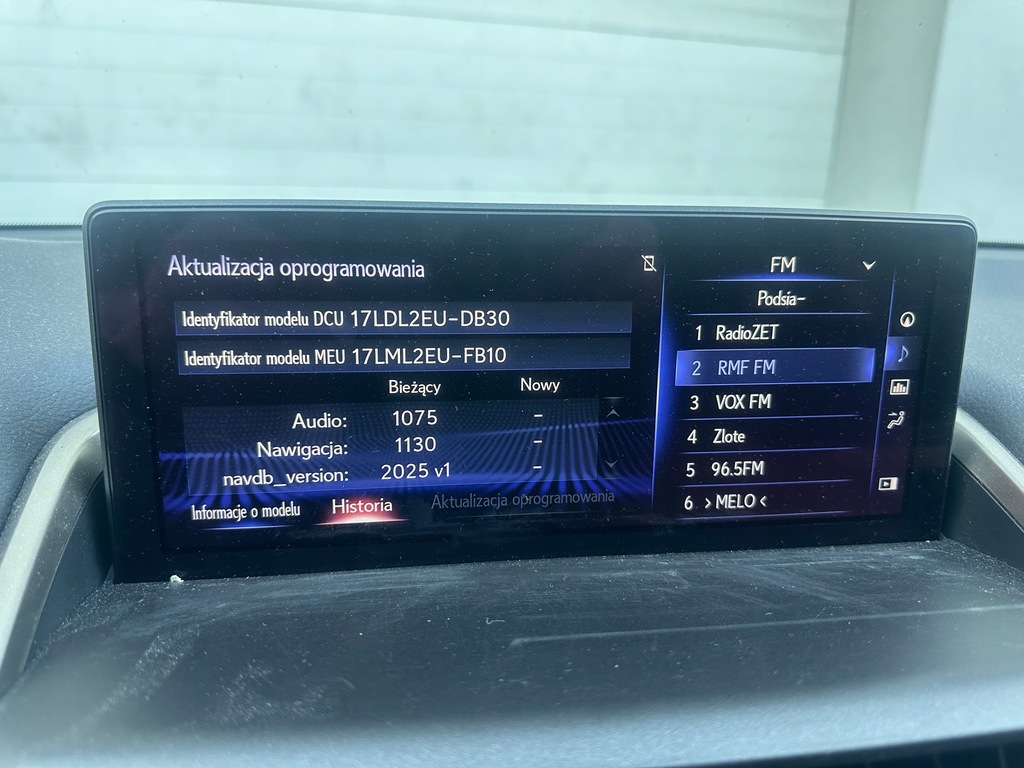 Aktualizacja oprogramowania
Identyfikator modelu DCU 17LDL2EU-DB30
Identyfikator modelu MEU 17LML2EU-FB10
Bieżący Nowy
Audio: 1075 -
Nawigacja: 1130 -
navdb_version: 2025 v1 -
Informacje o modelu Historia Aktualizacja oprogramowania
FM
Podsia-
1 RadioZET
2 RMF FM
3 VOX FM
4 Zlote
5 96.5FM
6 >MELO<